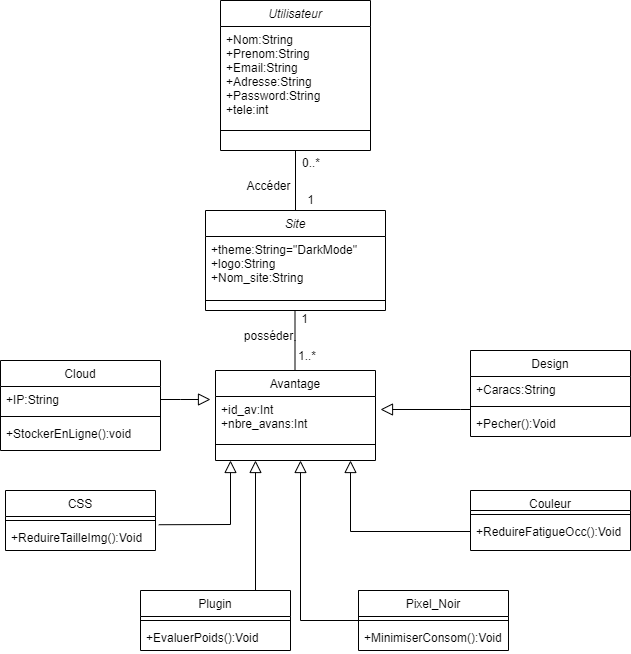 Utilisateur
+Nom:String
+Prenom:String
+Email:String
+Adresse:String
+Password:String
+tele:int
0..*
Accéder
1
Site
+theme:String="DarkMode"
+logo:String
+Nom_site:String
1
posséder
1..*
Cloud
+IP:String
+StockerEnLigne():void
Avantage
+id_av:Int
+nbre_avans:Int
Design
+Caracs:String
+Pecher():Void
CSS
+ReduireTailleImg():Void
Couleur
+ReduireFatigueOcc():Void
Plugin
+EvaluerPoids():Void
Pixel_Noir
+MinimiserConsom():Void